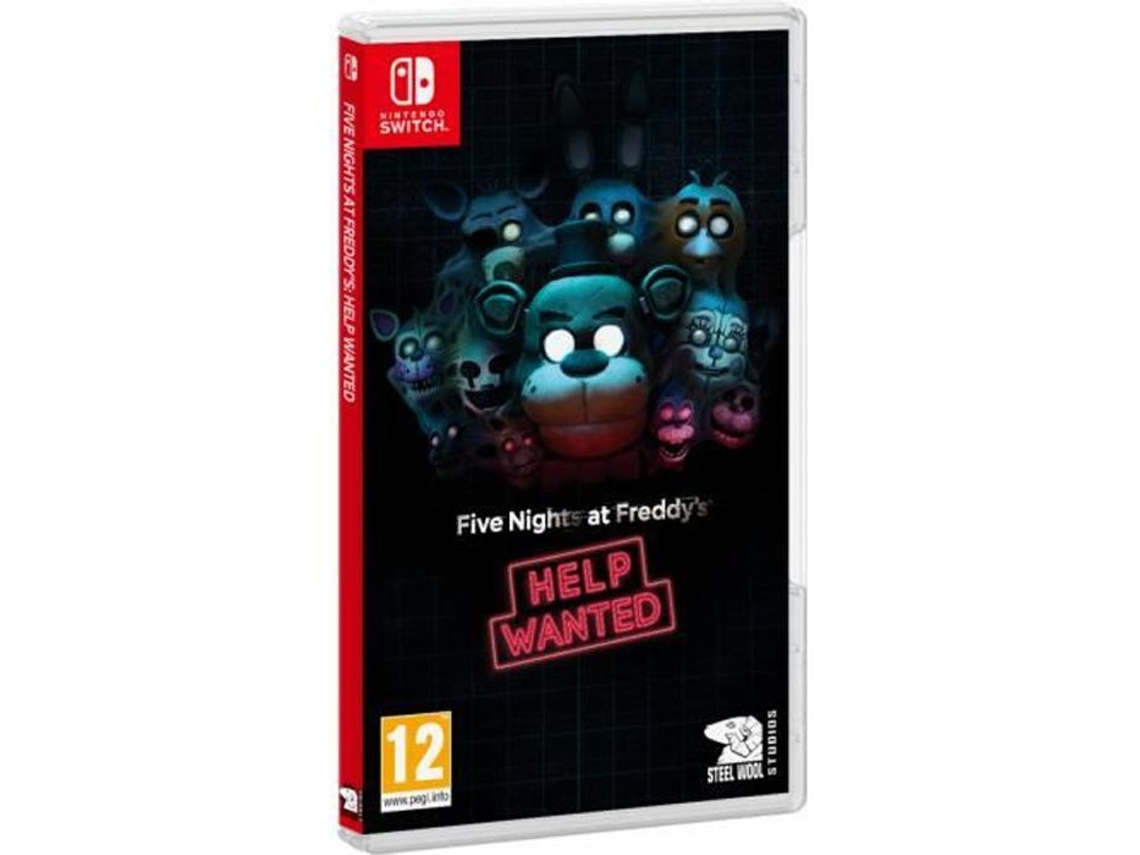 NINTENDO
SWITCH™
FIVE NIGHTS AT FREDDY'S: HELP WANTED
Five Nights at Freddy's
HELP
WANTED
12
www.pegi.info
STEEL WOOL
STUDIOS